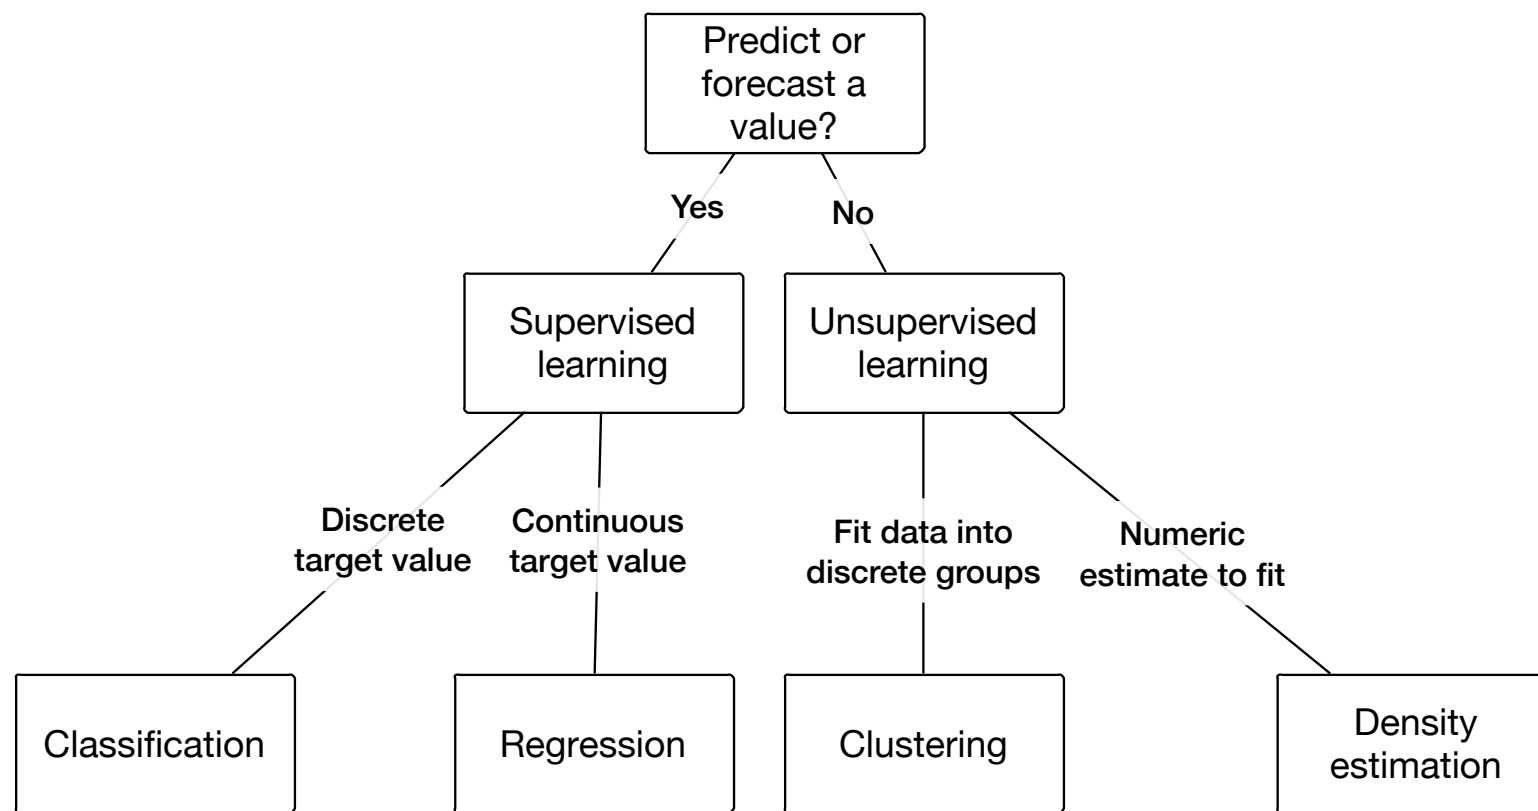 Predict or
forecast a
value?
Yes
No
Supervised
learning
Unsupervised
learning
Discrete
target value
Continuous
target value
Fit data into
discrete groups
Numeric
estimate to fit
Classification
Regression
Clustering
Density
estimation